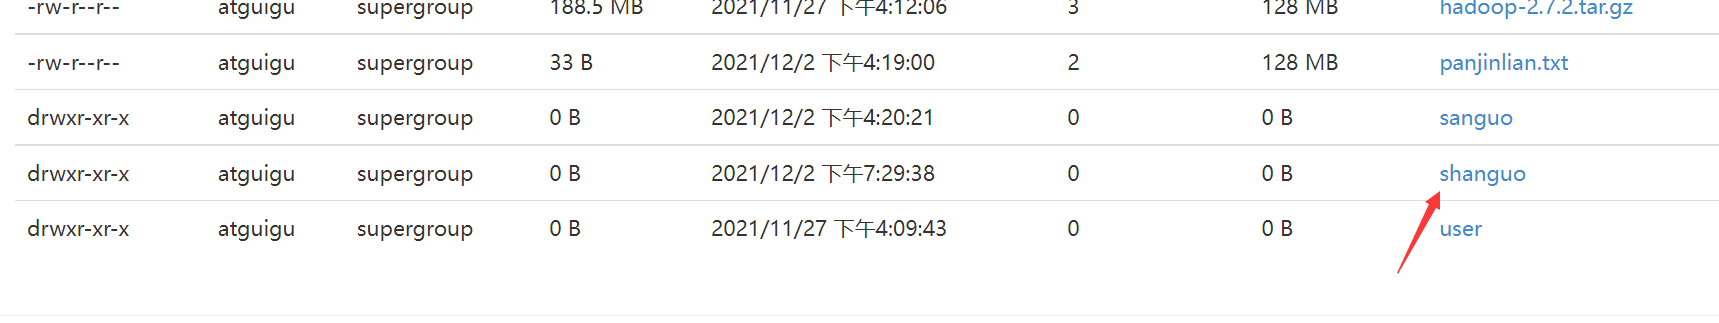 -rw-r--r-- atguigu supergroup 188.5 MB 2021/11/27 下午4:12:06 3 128 MB hadoop-2.7.2.tar.gz
-rw-r--r-- atguigu supergroup 33 B 2021/12/2 下午4:19:00 2 128 MB panjinlian.txt
drwxr-xr-x atguigu supergroup 0 B 2021/12/2 下午4:20:21 0 0 B sanguo
drwxr-xr-x atguigu supergroup 0 B 2021/12/2 下午7:29:38 0 0 B shanguo
drwxr-xr-x atguigu supergroup 0 B 2021/11/27 下午4:09:43 0 0 B user